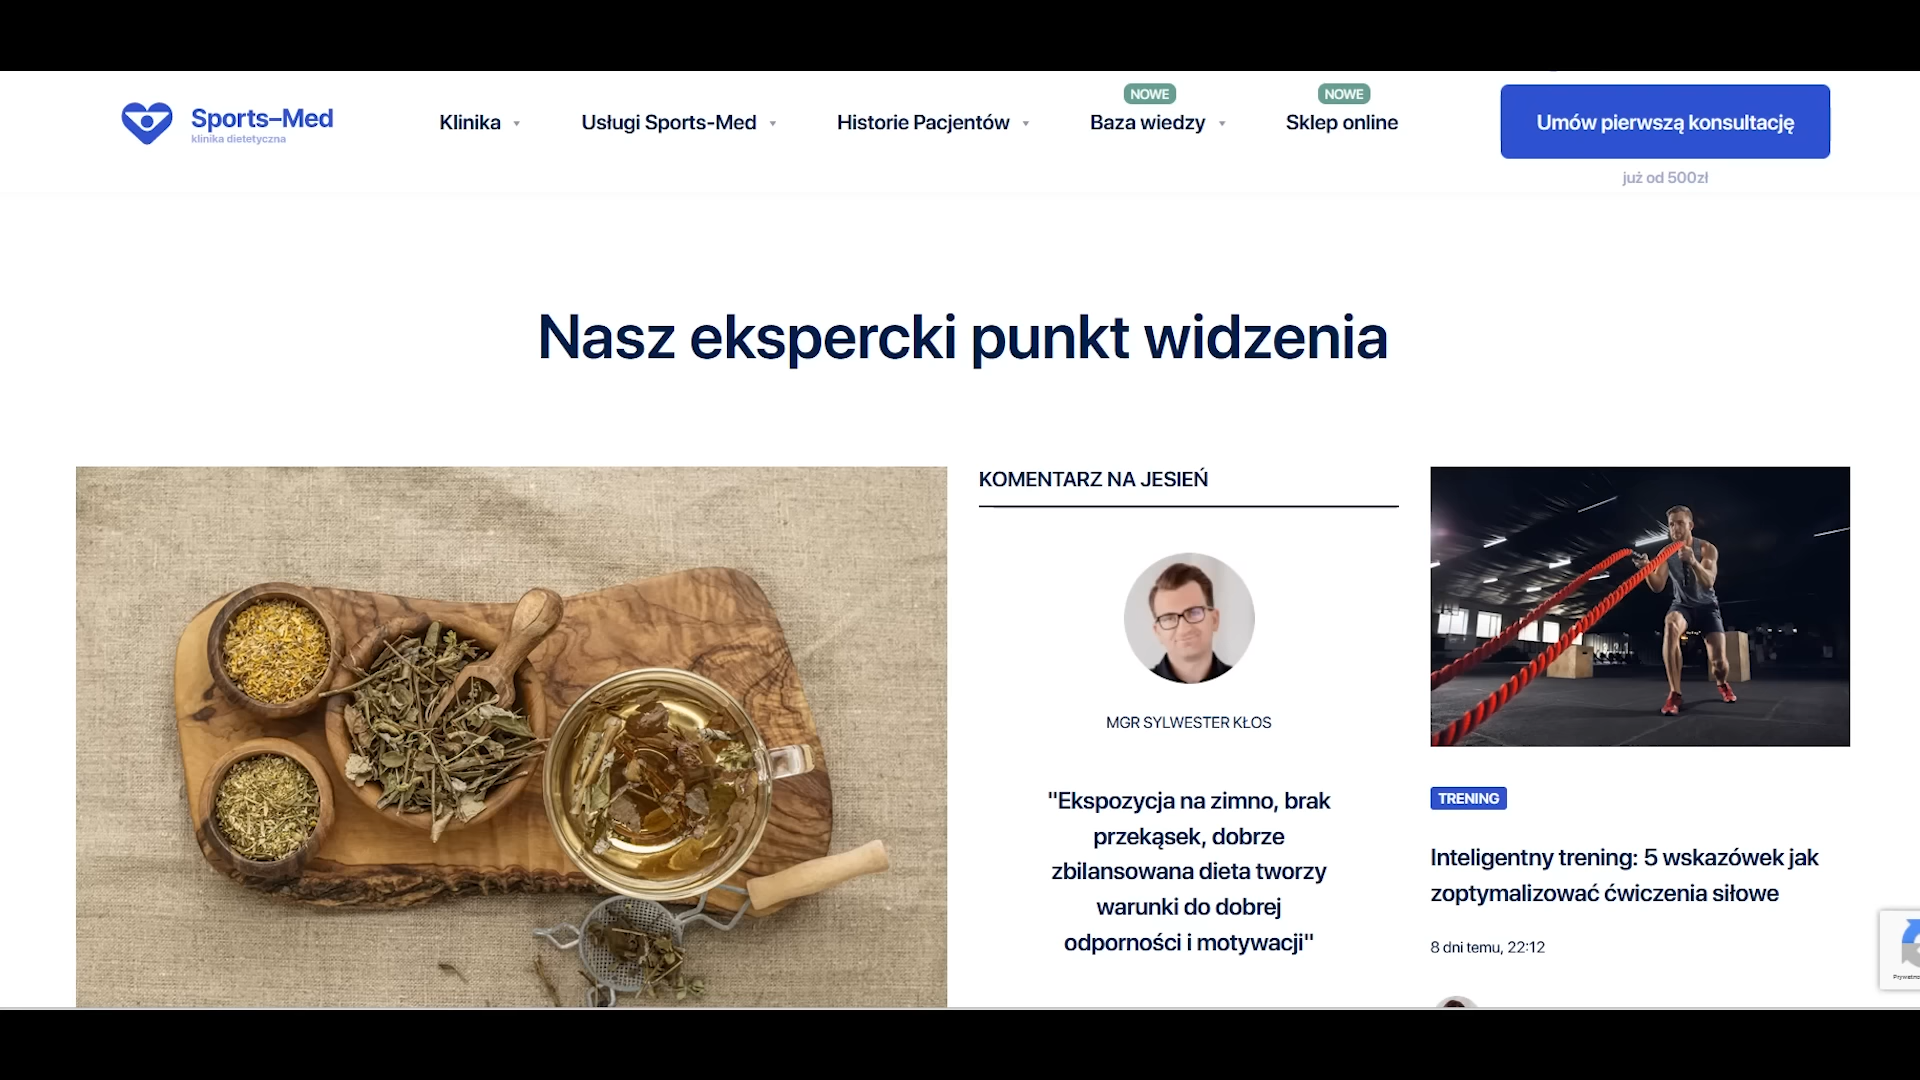 Sports–Med
klinika dietetyczna
Klinika
Usługi Sports-Med
Historie Pacjentów
NOWE
Baza wiedzy
NOWE
Sklep online
Umów pierwszą konsultację
już od 500zł
Nasz ekspercki punkt widzenia
KOMENTARZ NA JESIEŃ
MGR SYLWESTER KŁOS
"Ekspozycja na zimno, brak
przekąsek, dobrze
zbilansowana dieta tworzy
warunki do dobrej
odporności i motywacji"
TRENING
Inteligentny trening: 5 wskazówek jak
zoptymalizować ćwiczenia siłowe
8 dni temu, 22:12